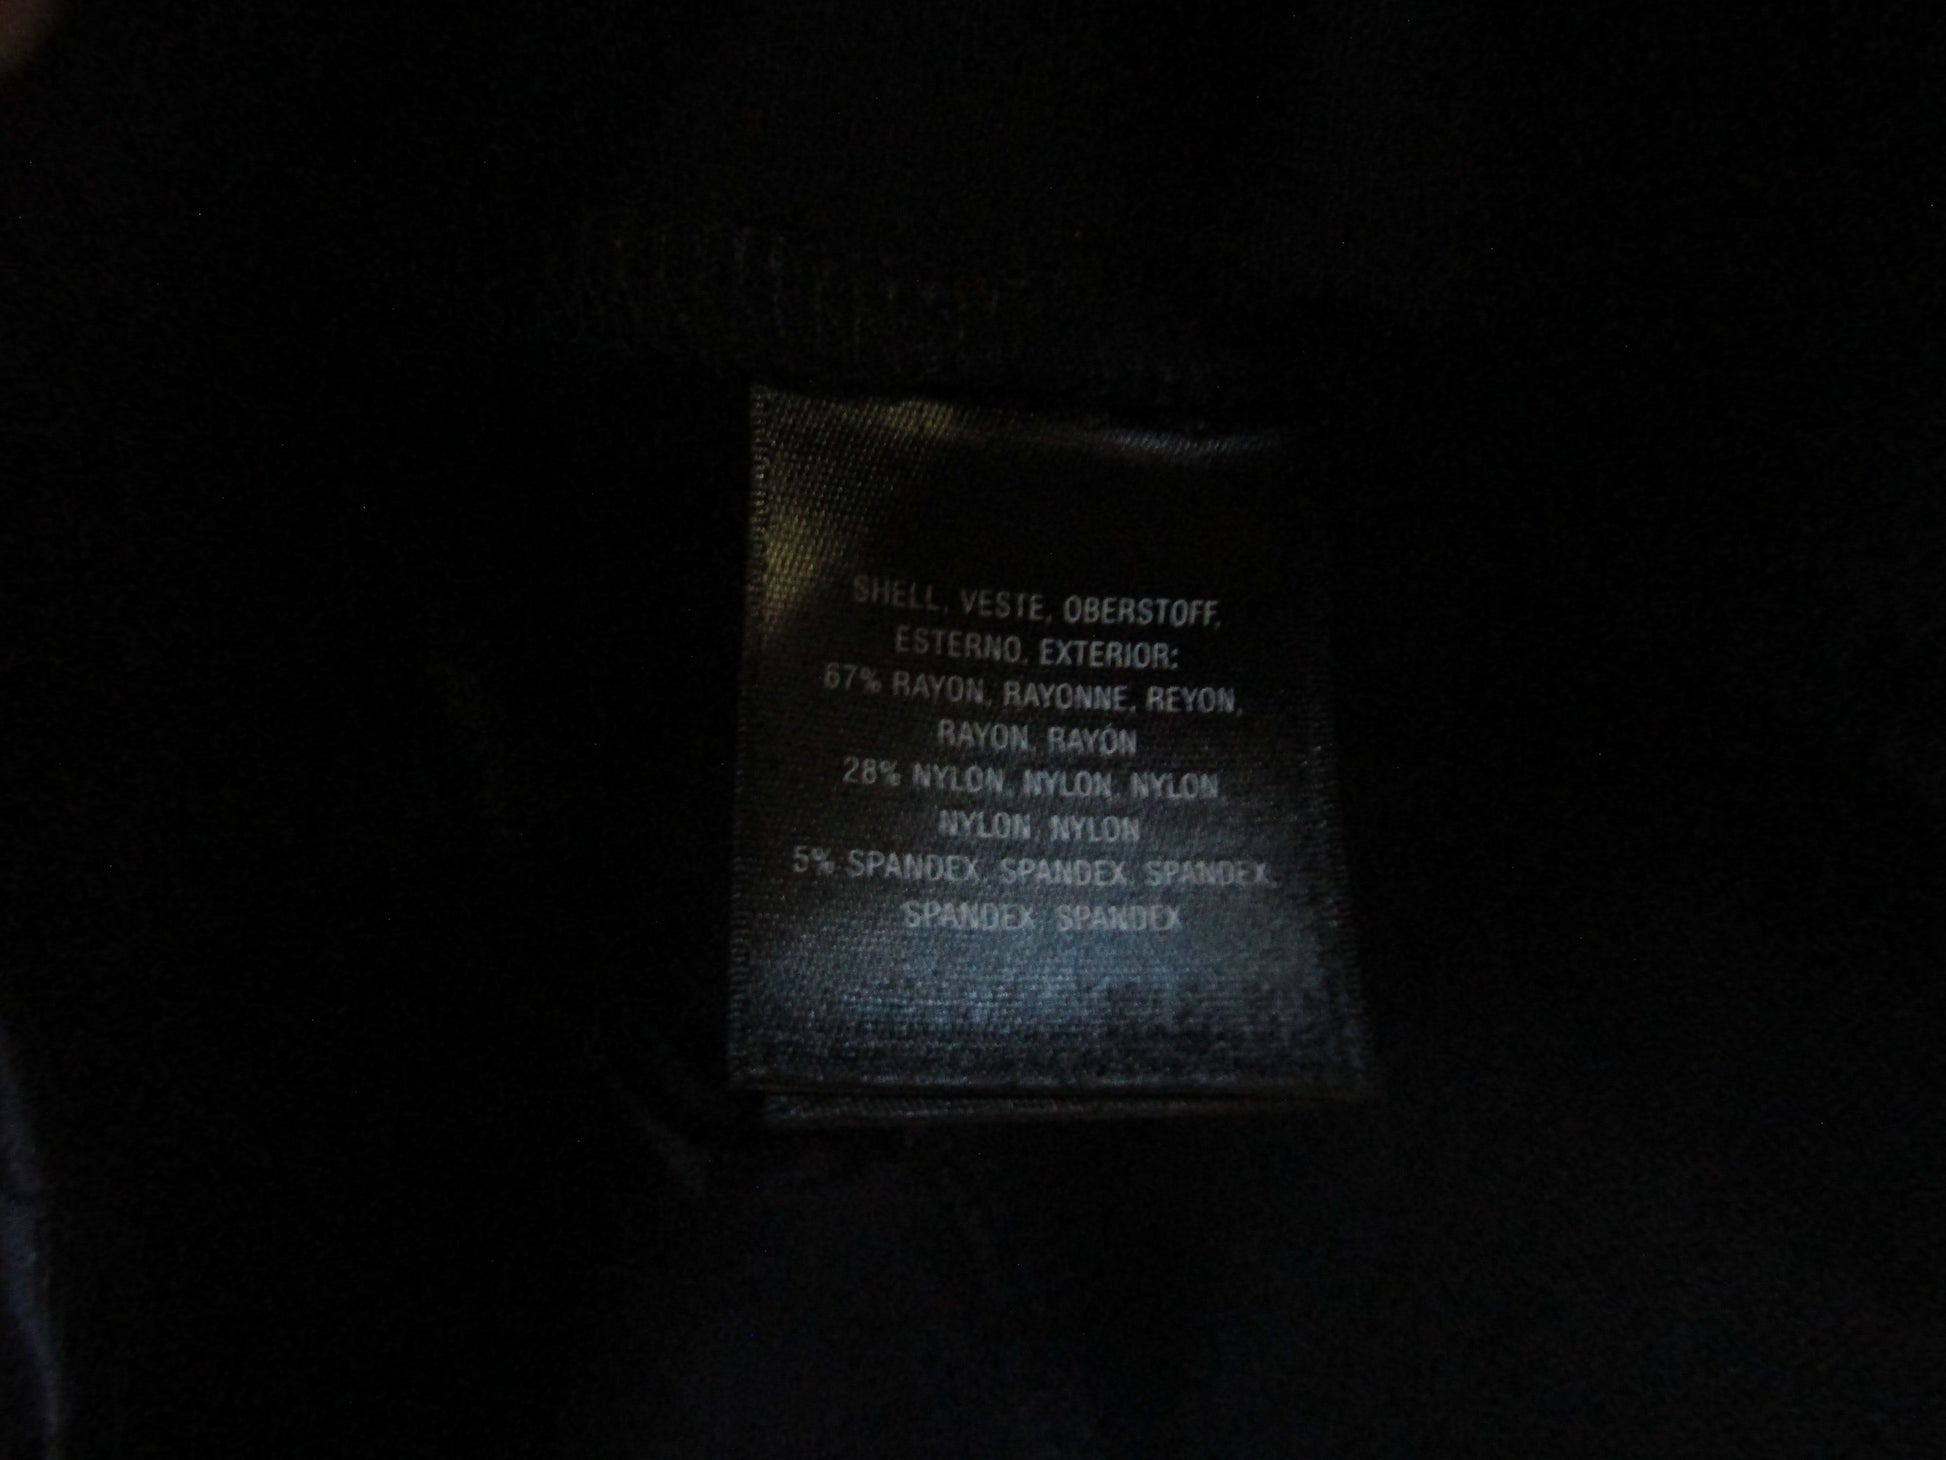 SHELL, VESTE, OBERSTOFF,
ESTERNO, EXTERIOR:
67% RAYON, RAYONNE, REYON,
RAYON, RAYÓN
28% NYLON, NYLON, NYLON,
NYLON, NYLON
5% SPANDEX, SPANDEX, SPANDEX,
SPANDEX, SPANDEX